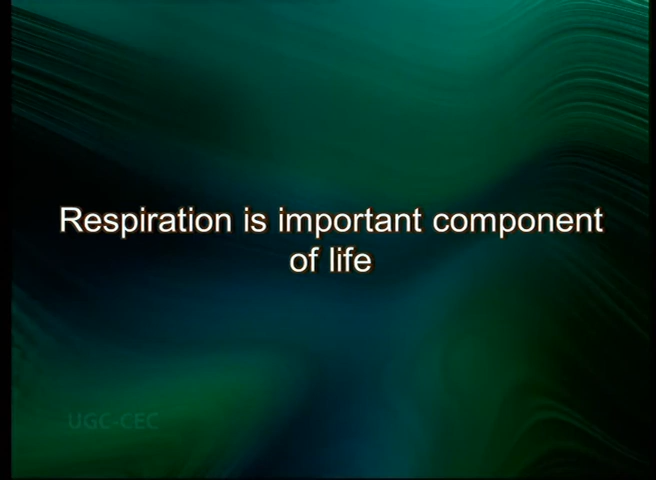 Respiration is important component
of life
UGC-CEC